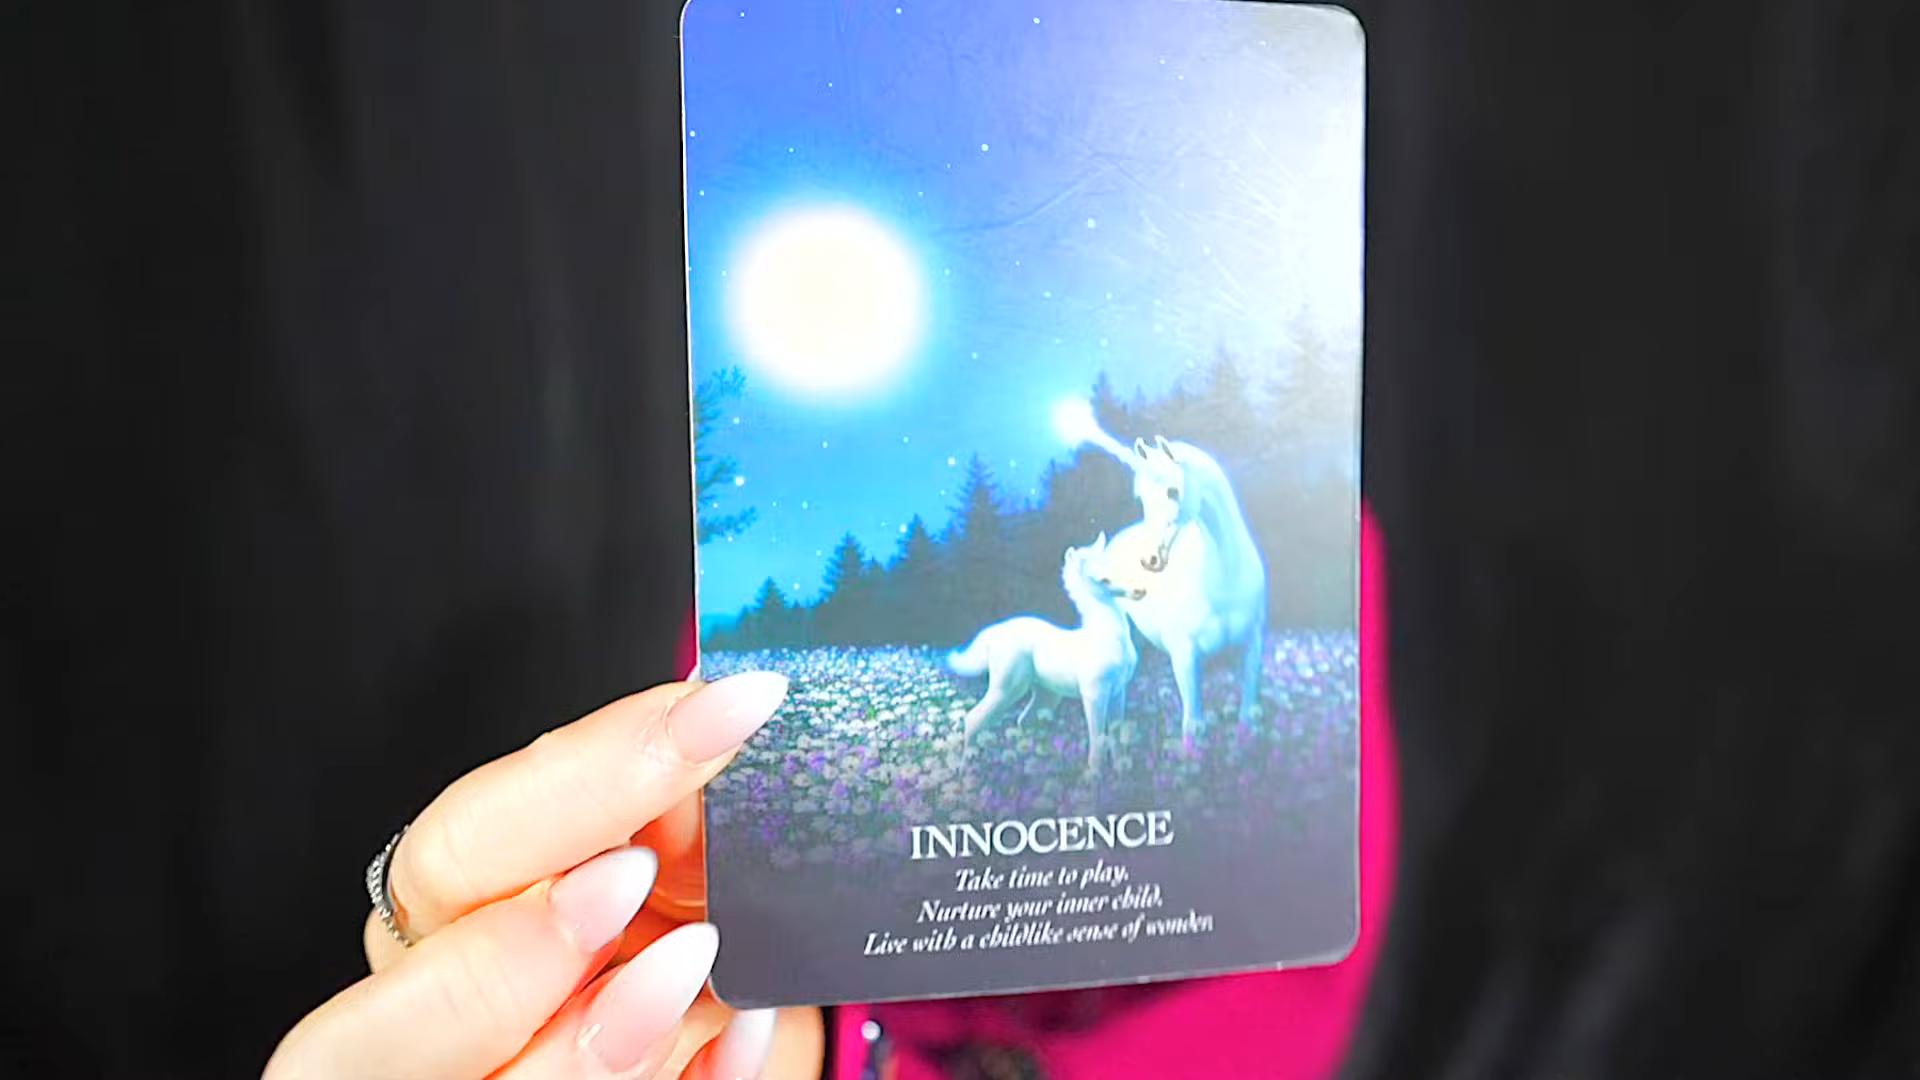 INNOCENCE
Take time to play.
Nurture your inner child.
Live with a childlike sense of wonder.